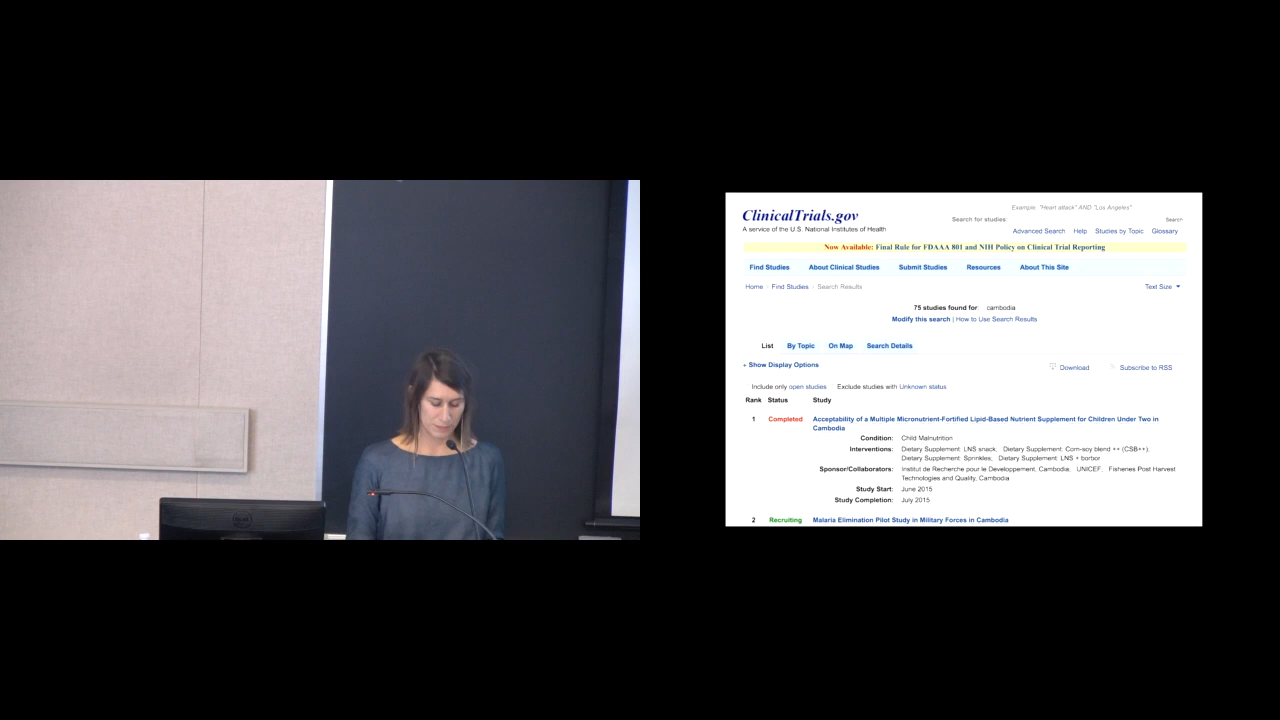 ClinicalTrials.gov
A service of the U.S. National Institutes of Health
Example: "Heart attack" AND "Los Angeles"
Search for studies:
Search
Advanced Search Help Studies by Topic Glossary
Now Available: Final Rule for FDAAA 801 and NIH Policy on Clinical Trial Reporting
Find Studies About Clinical Studies Submit Studies Resources About This Site
Home Find Studies Search Results Text Size
75 studies found for: cambodia
Modify this search | How to Use Search Results
List By Topic On Map Search Details
+ Show Display Options
Download Subscribe to RSS
Include only open studies Exclude studies with Unknown status
Rank Status Study
1 Completed Acceptability of a Multiple Micronutrient-Fortified Lipid-Based Nutrient Supplement for Children Under Two in
Cambodia
Condition: Child Malnutrition
Interventions: Dietary Supplement: LNS snack; Dietary Supplement: Corn-soy blend ++ (CSB++);
Dietary Supplement: Sprinkles; Dietary Supplement: LNS + borbor
Sponsor/Collaborators: Institut de Recherche pour le Developpement, Cambodia; UNICEF; Fisheries Post Harvest
Technologies and Quality, Cambodia
Study Start: June 2015
Study Completion: July 2015
2 Recruiting Malaria Elimination Pilot Study in Military Forces in Cambodia